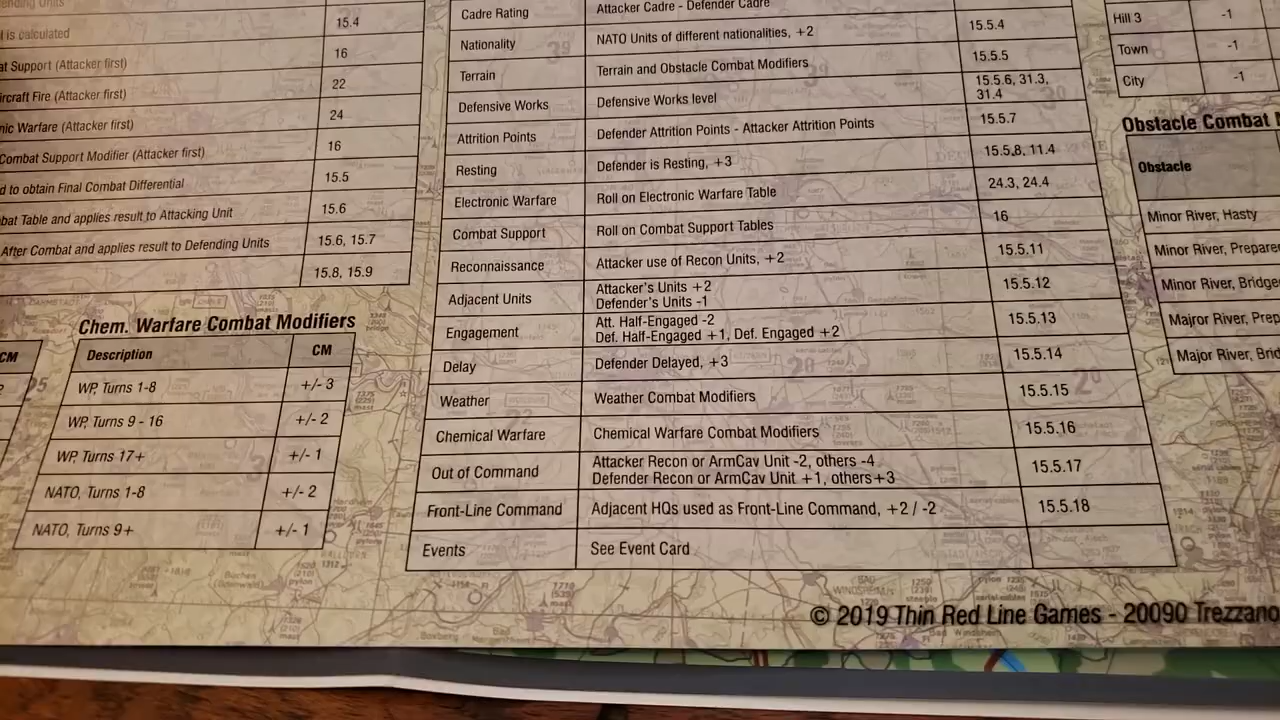 ending Units
15.4
l is calculated
at Support (Attacker first)
16
ircraft Fire (Attacker first)
22
nic Warfare (Attacker first)
24
Combat Support Modifier (Attacker first)
16
d to obtain Final Combat Differential
15.5
bat Table and applies result to Attacking Unit
15.6
After Combat and applies result to Defending Units
15.6, 15.7
15.8, 15.9
CM
Chem. Warfare Combat Modifiers
Description CM
WP, Turns 1-8 +/- 3
WP, Turns 9 - 16 +/- 2
WP, Turns 17+ +/- 1
NATO, Turns 1-8 +/- 2
NATO, Turns 9+ +/- 1
Cadre Rating Attacker Cadre - Defender Cadre
Nationality NATO Units of different nationalities, +2 15.5.4
Terrain Terrain and Obstacle Combat Modifiers 15.5.5
Defensive Works Defensive Works level 15.5.6, 31.3,
31.4
Attrition Points Defender Attrition Points - Attacker Attrition Points 15.5.7
Resting Defender is Resting, +3 15.5,8, 11.4
Electronic Warfare Roll on Electronic Warfare Table 24.3, 24.4
Combat Support Roll on Combat Support Tables 16
Reconnaissance Attacker use of Recon Units, +2 15.5.11
Adjacent Units Attacker's Units +2 15.5.12
Defender's Units -1
Engagement Att. Half-Engaged -2 15.5.13
Def. Half-Engaged +1, Def. Engaged +2
Delay Defender Delayed, +3 15.5.14
Weather Weather Combat Modifiers 15.5.15
Chemical Warfare Chemical Warfare Combat Modifiers 15.5.16
Out of Command Attacker Recon or ArmCav Unit -2, others -4 15.5.17
Defender Recon or ArmCav Unit +1, others+3
Front-Line Command Adjacent HQs used as Front-Line Command, +2 / -2 15.5.18
Events See Event Card
Hill 3 -1
Town -1
City -1
Obstacle Combat M
Obstacle
Minor River, Hasty
Minor River, Prepare
Minor River, Bridge
Majror River, Prep
Major River, Brid
© 2019 Thin Red Line Games - 20090 Trezzano